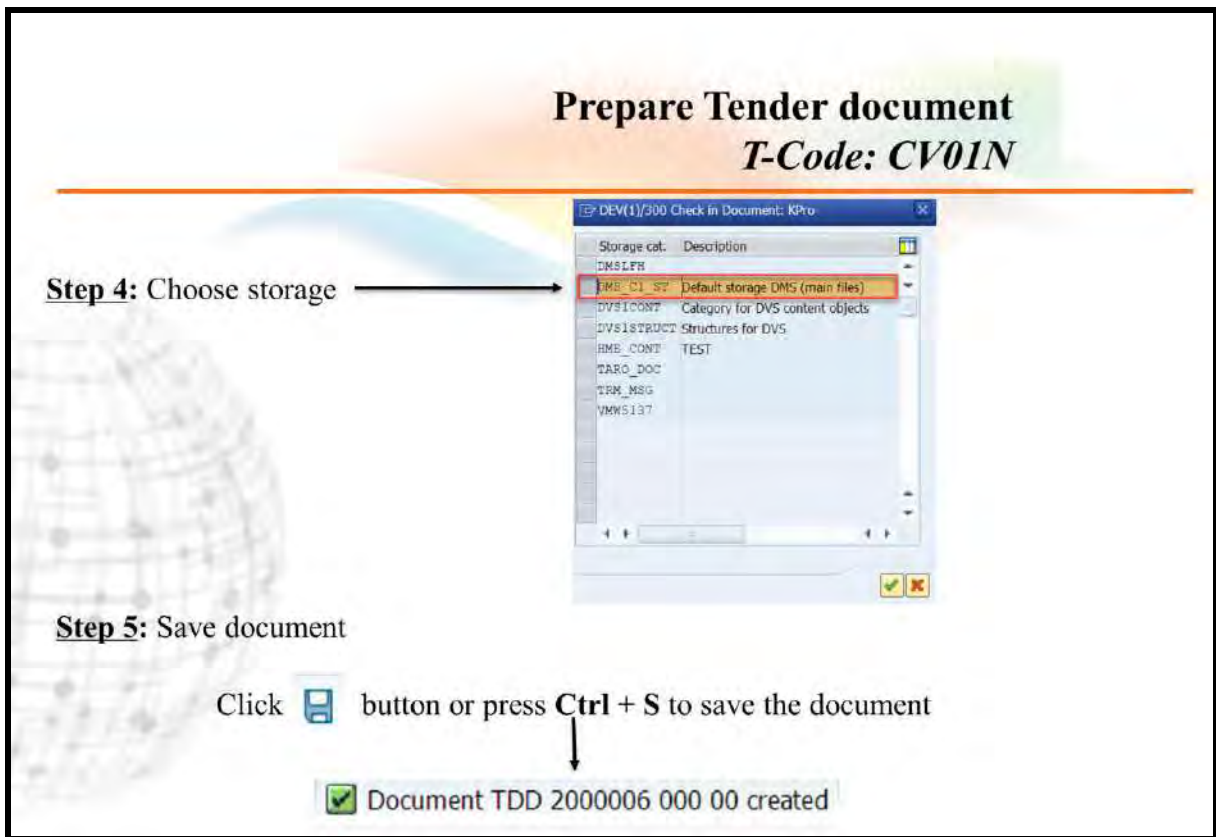 Prepare Tender document
T-Code: CV01N
DEV(1)/300 Check in Document: KPro
Storage cat. Description
DMSLFH
Step 4: Choose storage
DMS_C1_ST Default storage DMS (main files)
DVS1CONT Category for DVS content objects
DVS1STRUCT Structures for DVS
HME_CONT TEST
TARO_DOC
TRM_MSG
VMW5137
Step 5: Save document
Click button or press Ctrl + S to save the document
Document TDD 2000006 000 00 created